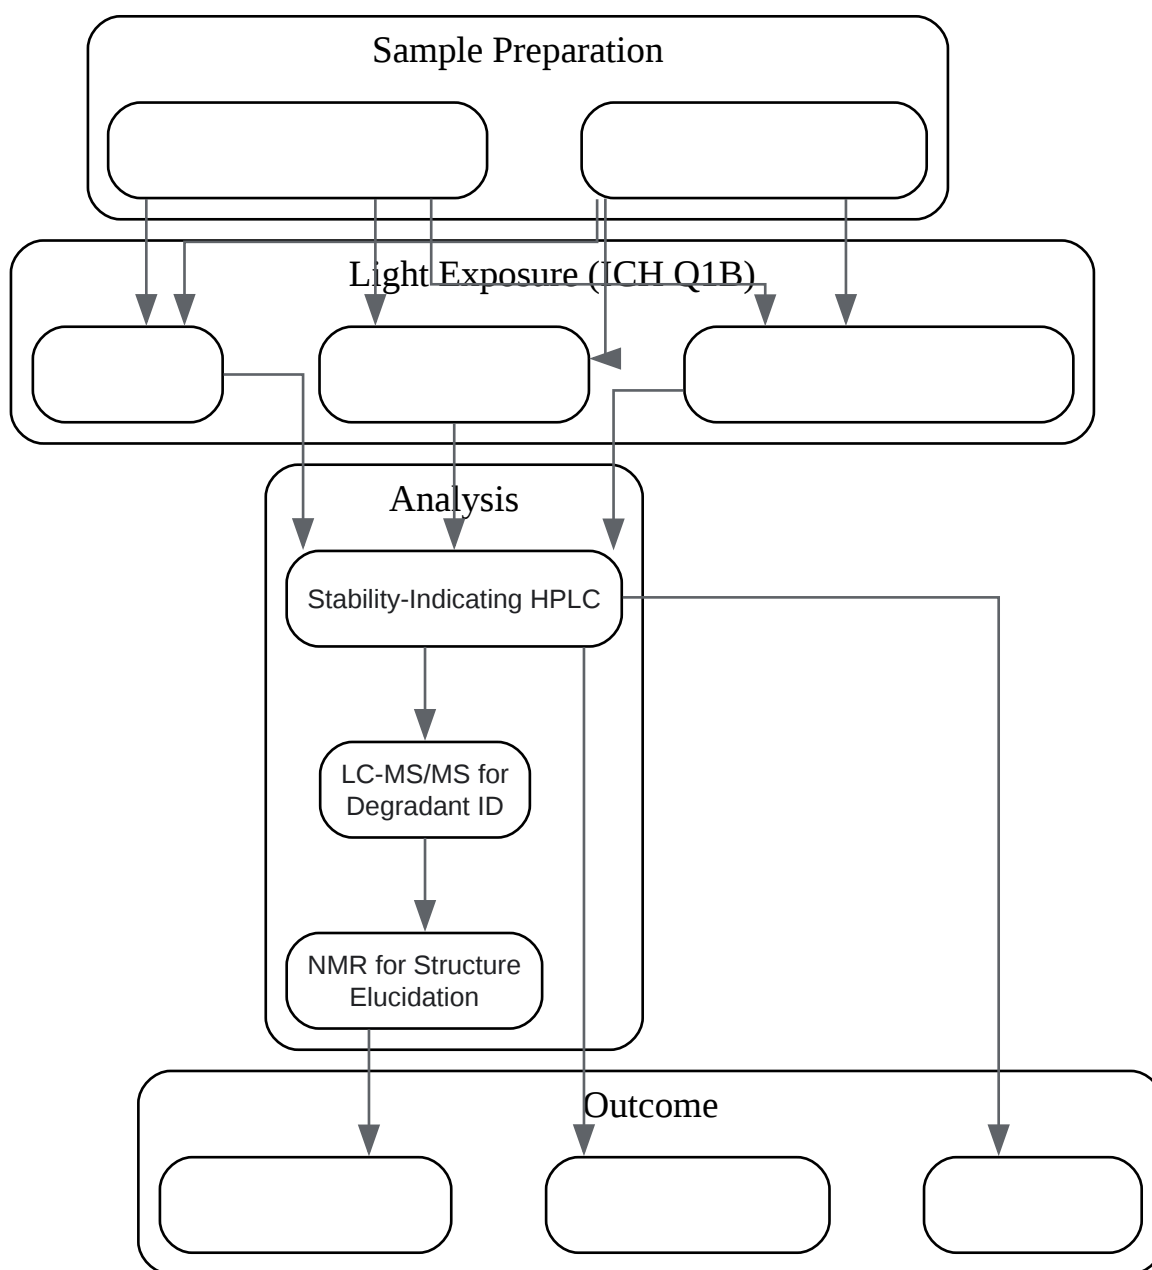 Sample Preparation
Light Exposure (ICH Q1B)
Analysis
Stability-Indicating HPLC
LC-MS/MS for
Degradant ID
NMR for Structure
Elucidation
Outcome